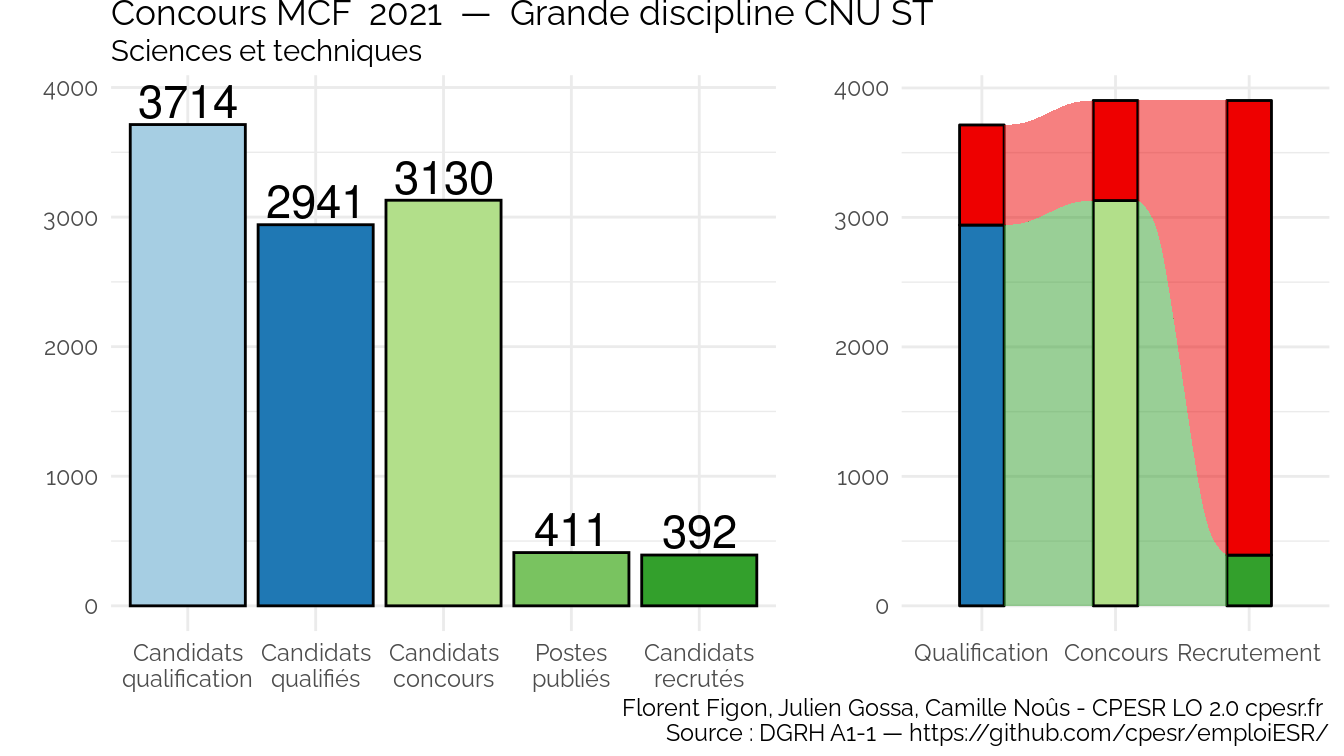 Concours MCF 2021 — Grande discipline CNU ST
Sciences et techniques
4000
3000
2000
1000
0
3714
2941
3130
411
392
Candidats
qualification
Candidats
qualifiés
Candidats
concours
Postes
publiés
Candidats
recrutés
4000
3000
2000
1000
0
Qualification
Concours
Recrutement
Florent Figon, Julien Gossa, Camille Noûs - CPESR LO 2.0 cpesr.fr
Source : DGRH A1-1 — https://github.com/cpesr/emploiESR/